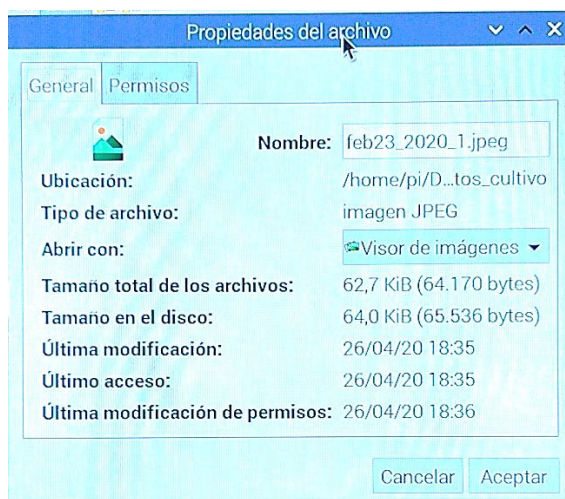 Propiedades del archivo
General Permisos
Nombre: feb23_2020_1.jpeg
Ubicación: /home/pi/D...tos_cultivo
Tipo de archivo: imagen JPEG
Abrir con: Visor de imágenes
Tamaño total de los archivos: 62,7 KiB (64.170 bytes)
Tamaño en el disco: 64,0 KiB (65.536 bytes)
Última modificación: 26/04/20 18:35
Último acceso: 26/04/20 18:35
Última modificación de permisos: 26/04/20 18:36
Cancelar Aceptar